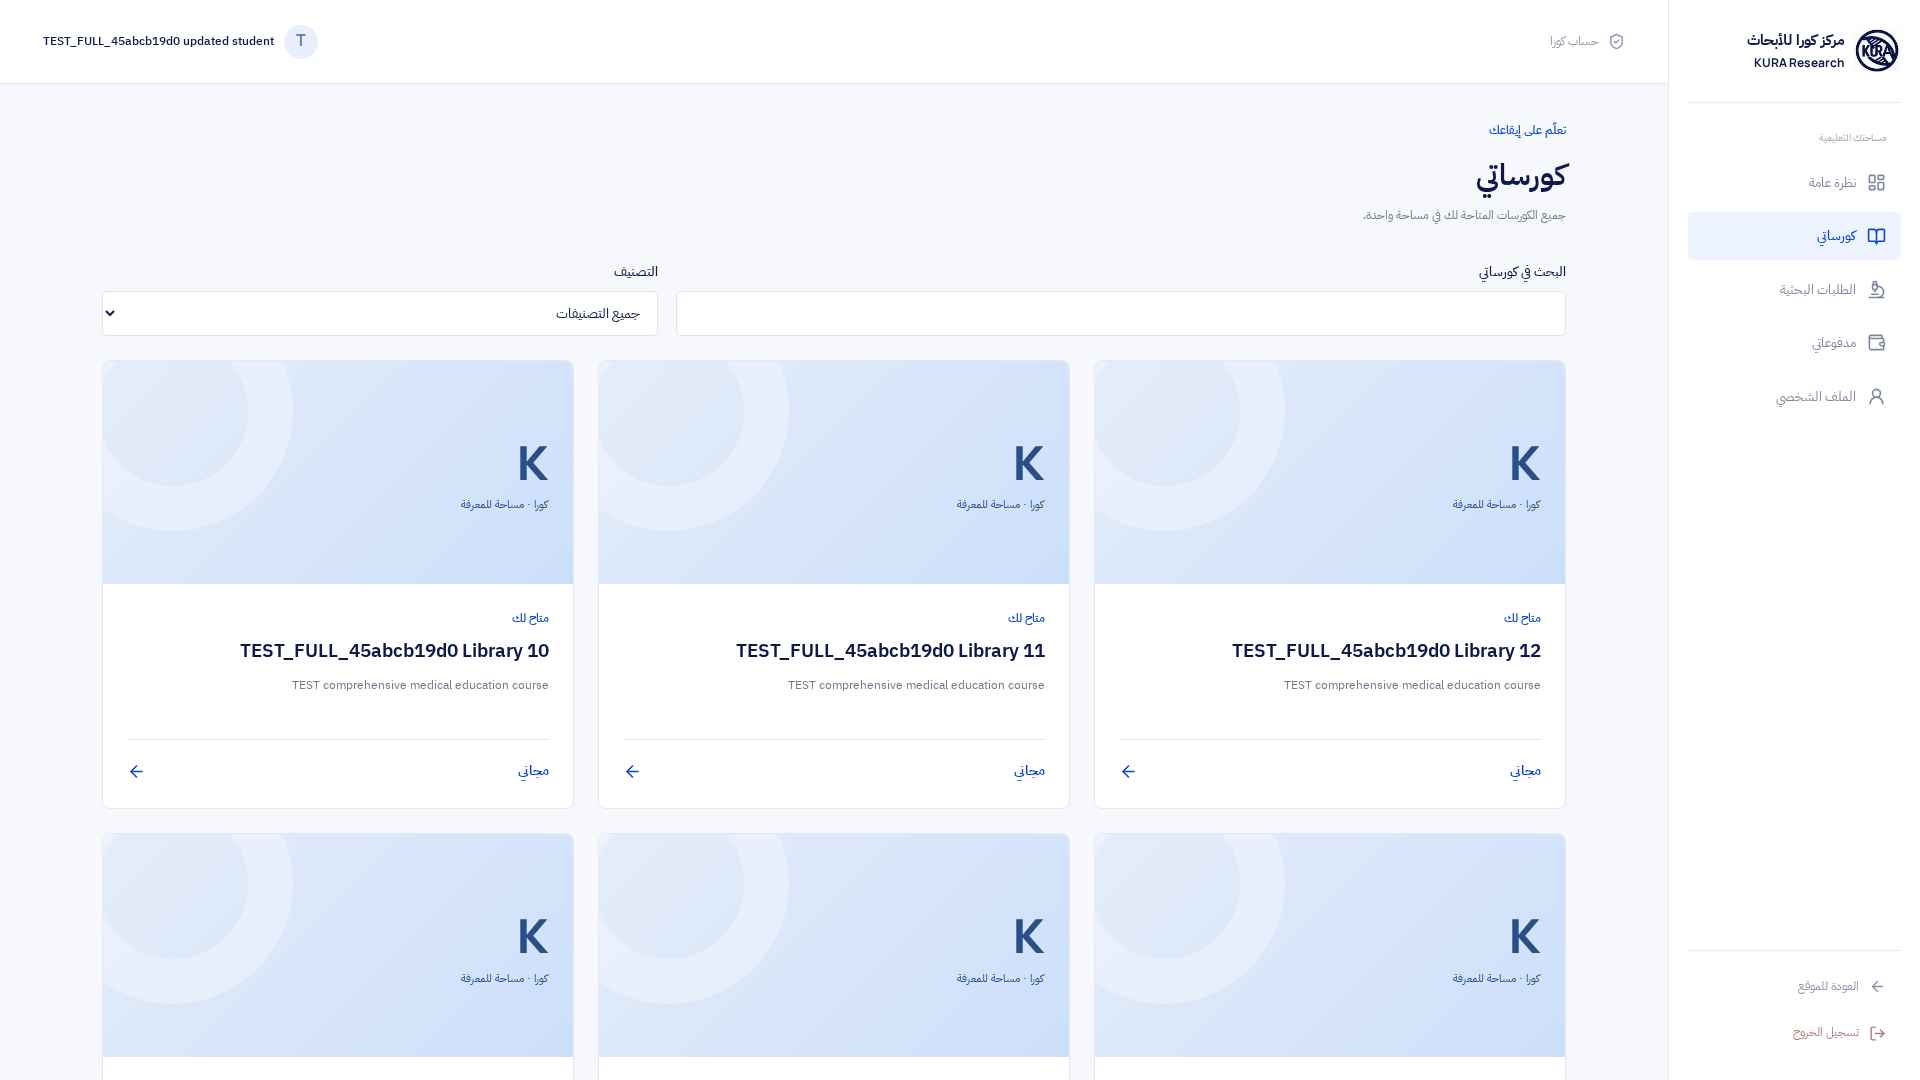 مركز كورا للأبحاث
KURA Research
KURA
مساحتك التعليمية
نظرة عامة
كورساتي
الطلبات البحثية
مدفوعاتي
الملف الشخصي
العودة للموقع
تسجيل الخروج
حساب كورا
T
TEST_FULL_45abcb19d0 updated student
تعلّم على إيقاعك
كورساتي
جميع الكورسات المتاحة لك في مساحة واحدة.
البحث في كورساتي
التصنيف
جميع التصنيفات
K
كورا · مساحة للمعرفة
متاح لك
TEST_FULL_45abcb19d0 Library 12
TEST comprehensive medical education course
مجاني
K
كورا · مساحة للمعرفة
متاح لك
TEST_FULL_45abcb19d0 Library 11
TEST comprehensive medical education course
مجاني
K
كورا · مساحة للمعرفة
متاح لك
TEST_FULL_45abcb19d0 Library 10
TEST comprehensive medical education course
مجاني
K
كورا · مساحة للمعرفة
K
كورا · مساحة للمعرفة
K
كورا · مساحة للمعرفة